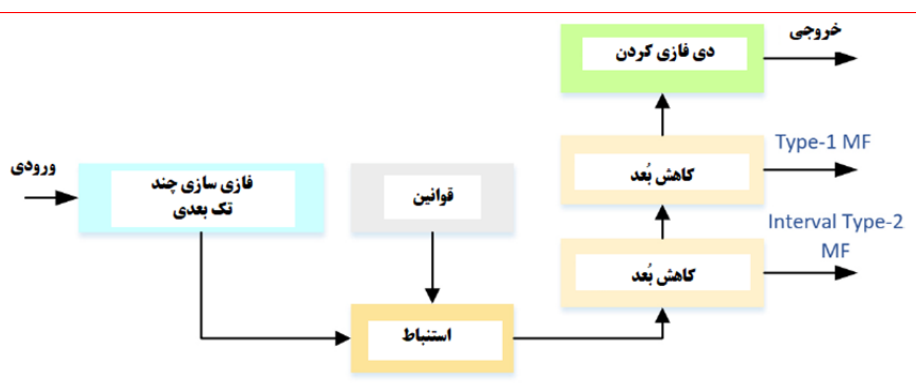 ورودی
فازی سازی چند
تک بعدی
قوانین
استنباط
کاهش بُعد
Interval Type-2
MF
کاهش بُعد
Type-1 MF
دی فازی کردن
خروجی